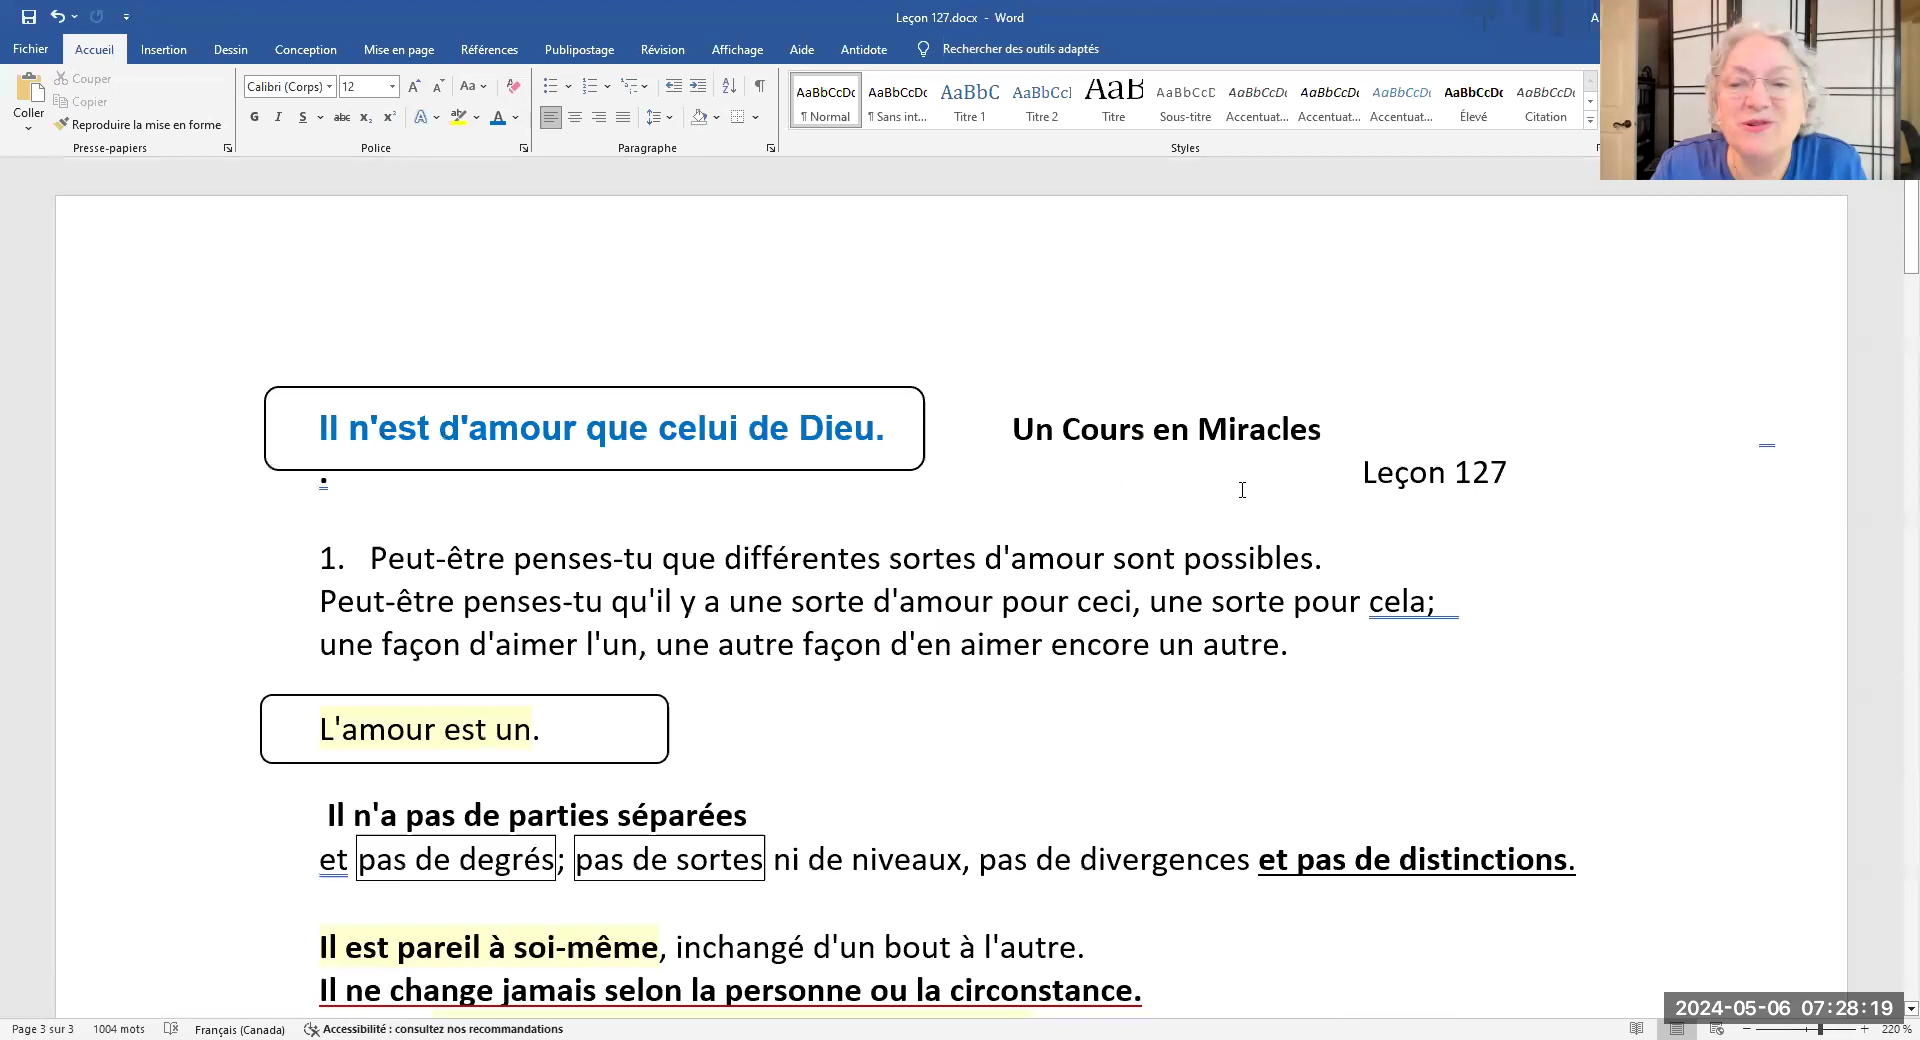 Leçon 127.docx - Word
A
Fichier Accueil Insertion Dessin Conception Mise en page Références Publipostage Révision Affichage Aide Antidote Rechercher des outils adaptés
Coller
Couper
Copier
Reproduire la mise en forme
Presse-papiers
Calibri (Corps) 12
Police
Paragraphe
AaBbCcDc AaBbCcDc AaBbC AaBbCcI AaB AaBbCcD AaBbCcDc AaBbCcDc AaBbCcDc AaBbCcDc AaBbCcDc
¶ Normal ¶ Sans int... Titre 1 Titre 2 Titre Sous-titre Accentuat... Accentuat... Accentuat... Élevé Citation
Styles
Il n'est d'amour que celui de Dieu. Un Cours en Miracles
. Leçon 127
1. Peut-être penses-tu que différentes sortes d'amour sont possibles.
Peut-être penses-tu qu'il y a une sorte d'amour pour ceci, une sorte pour cela;
une façon d'aimer l'un, une autre façon d'en aimer encore un autre.
L'amour est un.
Il n'a pas de parties séparées
et pas de degrés; pas de sortes ni de niveaux, pas de divergences et pas de distinctions.
Il est pareil à soi-même, inchangé d'un bout à l'autre.
Il ne change jamais selon la personne ou la circonstance.
2024-05-06 07:28:19
Page 3 sur 3 1004 mots Français (Canada) Accessibilité : consultez nos recommandations 220 %